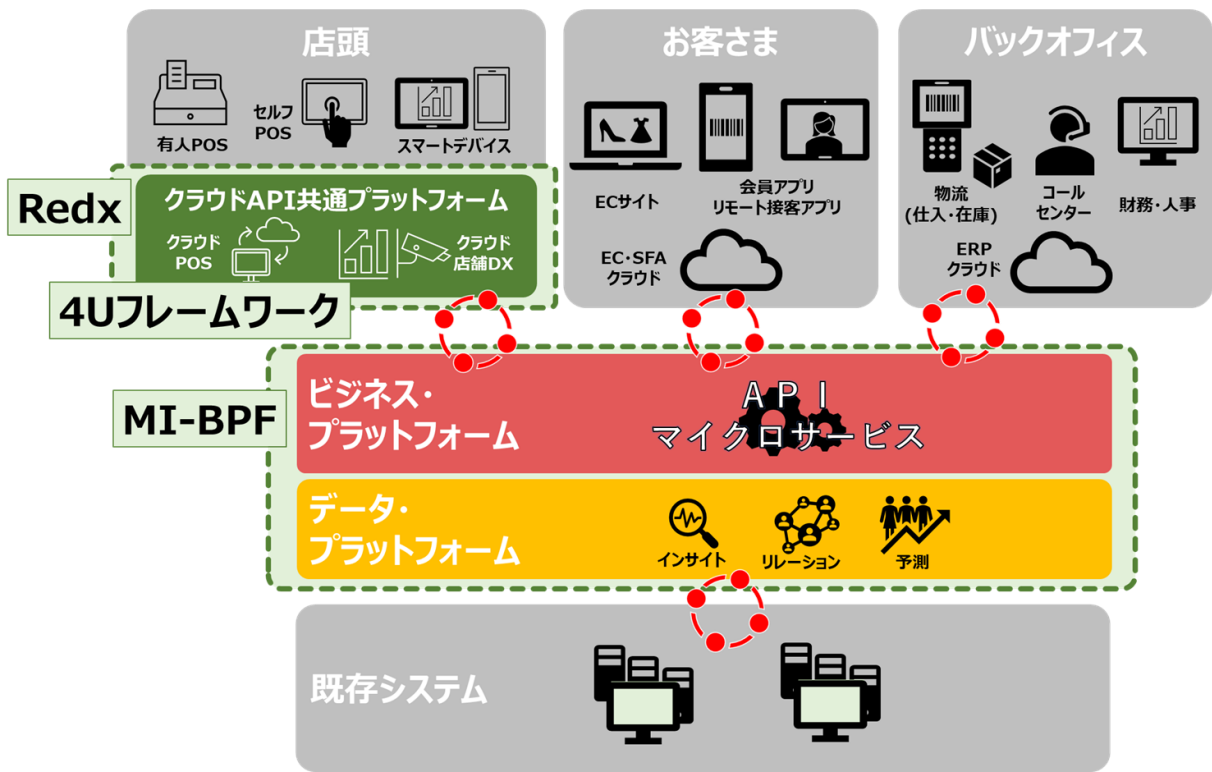 店頭
有人POS
セルフ
POS
スマートデバイス
お客さま
ECサイト
会員アプリ
リモート接客アプリ
EC・SFA
クラウド
バックオフィス
物流
(仕入・在庫)
コール
センター
財務・人事
ERP
クラウド
Redx
クラウドAPI共通プラットフォーム
クラウド
POS
クラウド
店舗DX
4Uフレームワーク
MI-BPF
ビジネス・
プラットフォーム
API
マイクロサービス
データ・
プラットフォーム
インサイト
リレーション
予測
既存システム